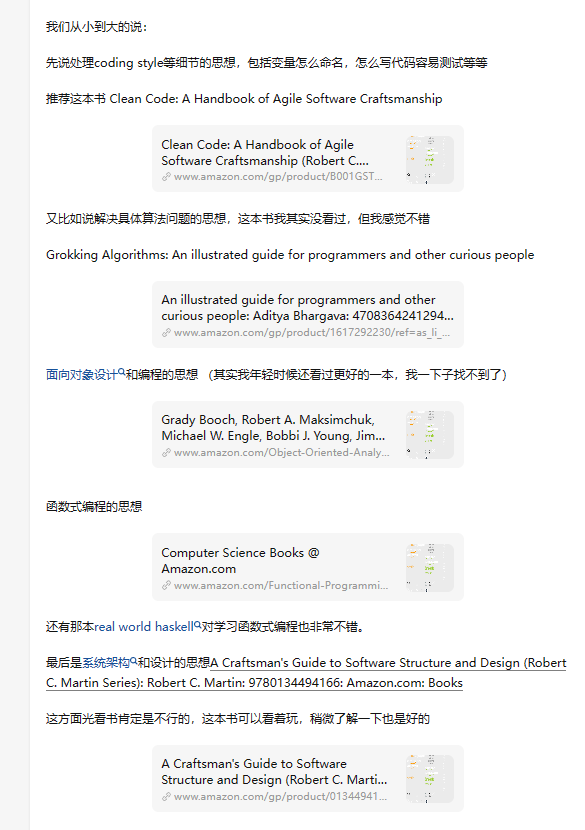 我们从小到大的说：
先说处理coding style等细节的思想，包括变量怎么命名，怎么写代码容易测试等等
推荐这本书 Clean Code: A Handbook of Agile Software Craftsmanship
Clean Code: A Handbook of Agile
Software Craftsmanship (Robert C....
www.amazon.com/gp/product/B001GST...
又比如说解决具体算法问题的思想，这本书我其实没看过，但我感觉不错
Grokking Algorithms: An illustrated guide for programmers and other curious people
An illustrated guide for programmers and other
curious people: Aditya Bhargava: 4708364241294...
www.amazon.com/gp/product/1617292230/ref=as_li_...
面向对象设计和编程的思想 （其实我年轻时候还看过更好的一本，我一下子找不到了）
Grady Booch, Robert A. Maksimchuk,
Michael W. Engle, Bobbi J. Young, Jim...
www.amazon.com/Object-Oriented-Analy...
函数式编程的思想
Computer Science Books @
Amazon.com
www.amazon.com/Functional-Programmi...
还有那本real world haskell对学习函数式编程也非常不错。
最后是系统架构和设计的思想A Craftsman's Guide to Software Structure and Design (Robert
C. Martin Series): Robert C. Martin: 9780134494166: Amazon.com: Books
这方面光看书肯定是不行的，这本书可以看着玩，稍微了解一下也是好的
A Craftsman's Guide to Software
Structure and Design (Robert C. Marti...
www.amazon.com/gp/product/01344941...